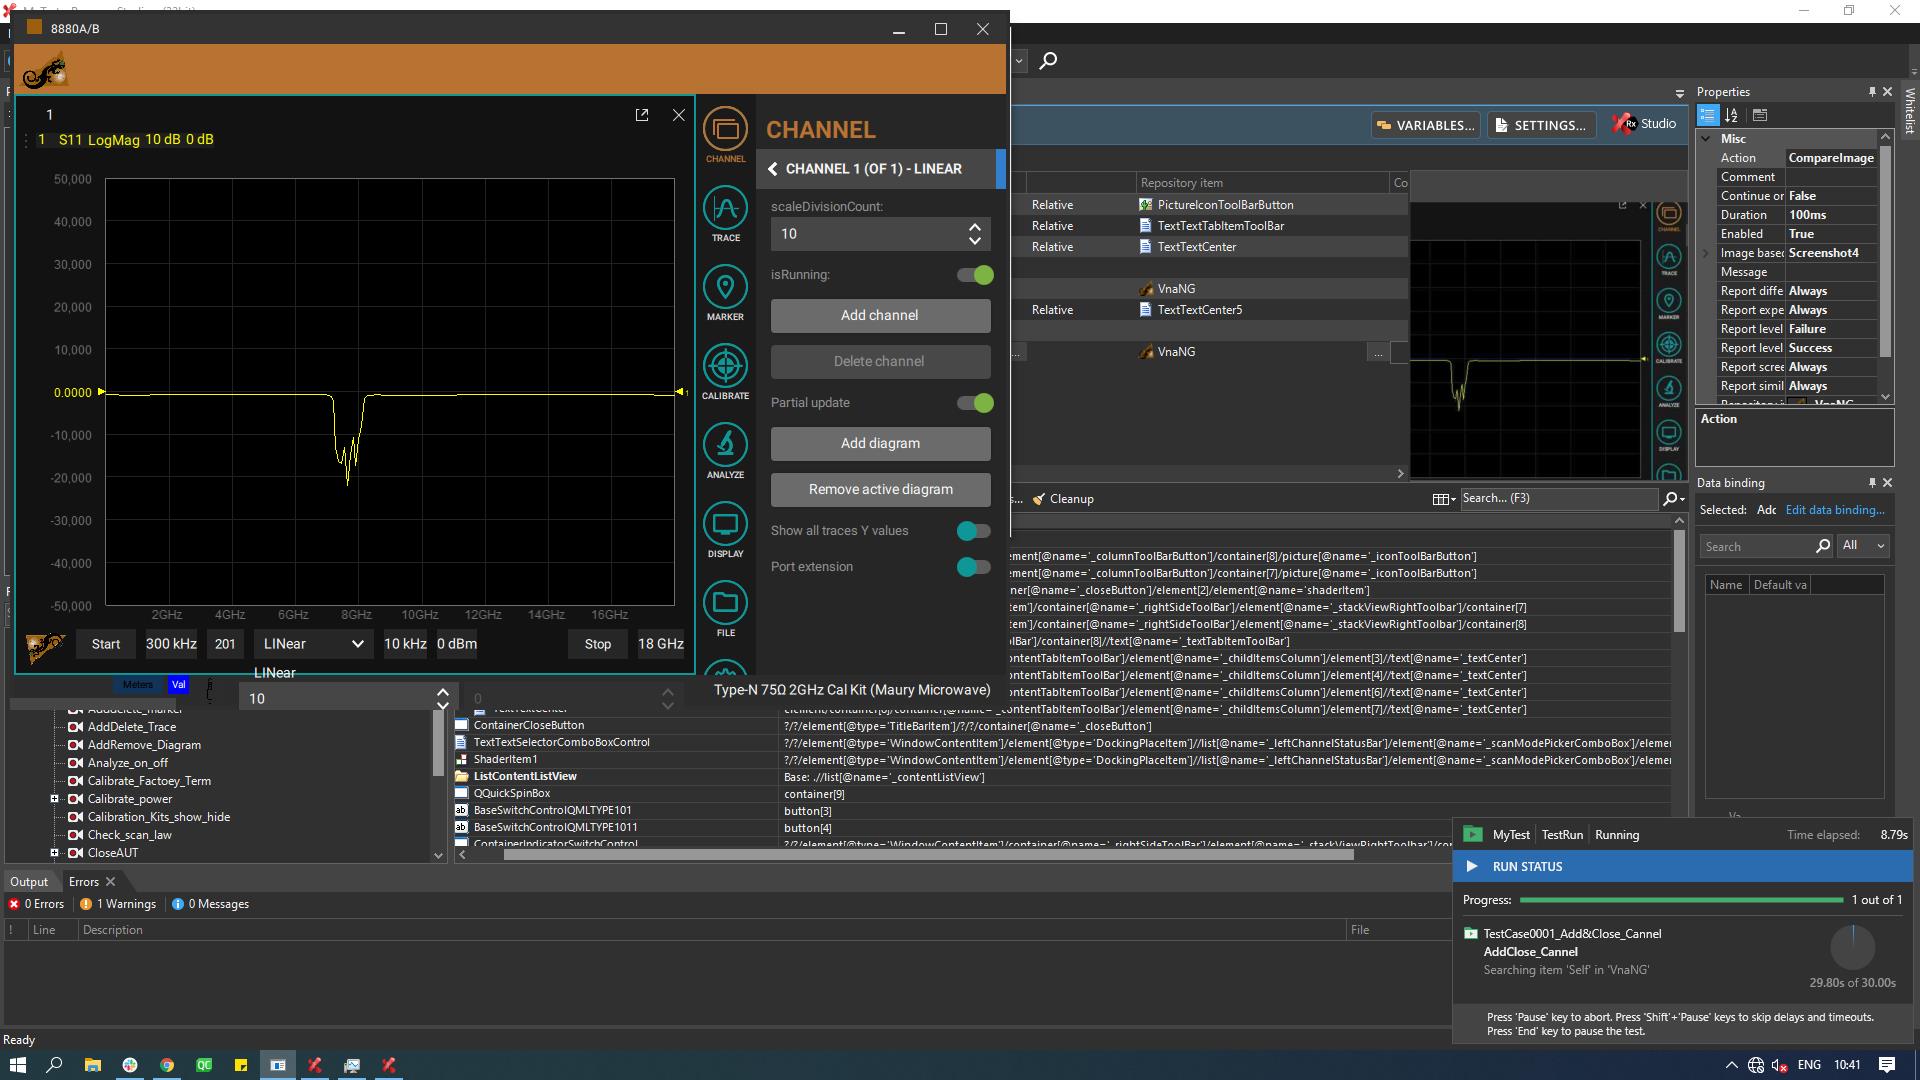 8880A/B
1
1 S11 LogMag 10 dB 0 dB
50,000
40,000
30,000
20,000
10,000
0.0000
-10,000
-20,000
-30,000
-40,000
-50,000
2GHz 4GHz 6GHz 8GHz 10GHz 12GHz 14GHz 16GHz
1
Start 300 kHz 201 LINear 10 kHz 0 dBm Stop 18 GHz
LINear
Meters Val
10
0
Type-N 75Ω 2GHz Cal Kit (Maury Microwave)
CHANNEL
TRACE
MARKER
CALIBRATE
ANALYZE
DISPLAY
FILE
CHANNEL
CHANNEL 1 (OF 1) - LINEAR
scaleDivisionCount:
10
isRunning:
Add channel
Delete channel
Partial update
Add diagram
Remove active diagram
Show all traces Y values
Port extension
VARIABLES...
SETTINGS...
Rx Studio
Repository item
Co
Relative PictureIconToolBarButton
Relative TextTextTabItemToolBar
Relative TextTextCenter
VnaNG
Relative TextTextCenter5
... VnaNG ...
TRACE
MARKER
CALIBRATE
ANALYZE
DISPLAY
Properties
Whitelist
Misc
Action CompareImage
Comment
Continue or False
Duration 100ms
Enabled True
Image based Screenshot4
Message
Report diffe Always
Report expe Always
Report level Failure
Report level Success
Report scree Always
Report simil Always
Action
Data binding
Selected: Adc Edit data binding...
Search
All
Name Default va
s... Cleanup
Search... (F3)
ement[@name='_columnToolBarButton']/container[8]/picture[@name='_iconToolBarButton']
ement[@name='_columnToolBarButton']/container[7]/picture[@name='_iconToolBarButton']
ner[@name='_closeButton']/element[2]/element[@name='shaderItem']
tem']/container[@name='_rightSideToolBar']/element[@name='_stackViewRightToolbar']/container[7]
tem']/container[@name='_rightSideToolBar']/element[@name='_stackViewRightToolbar']/container[8]
lBar']/container[8]//text[@name='_textTabItemToolBar']
ontentTabItemToolBar']/element[@name='_childItemsColumn']/element[3]//text[@name='_textCenter']
ontentTabItemToolBar']/element[@name='_childItemsColumn']/element[4]//text[@name='_textCenter']
ontentTabItemToolBar']/element[@name='_childItemsColumn']/element[6]//text[@name='_textCenter']
ontentTabItemToolBar']/element[@name='_childItemsColumn']/element[7]//text[@name='_textCenter']
ContainerCloseButton ?/?/element[@type='TitleBarItem']/?/?/container[@name='_closeButton']
TextTextSelectorComboBoxControl ?/?/element[@type='WindowContentItem']/element[@type='DockingPlaceItem']//list[@name='_leftChannelStatusBar']/element[@name='_scanModePickerComboBox']/eleme
ShaderItem1 ?/?/element[@type='WindowContentItem']/element[@type='DockingPlaceItem']//list[@name='_leftChannelStatusBar']/element[@name='_scanModePickerComboBox']/eleme
ListContentListView Base: .//list[@name='_contentListView']
QQuickSpinBox container[9]
BaseSwitchControlQMLTYPE101 button[3]
BaseSwitchControlQMLTYPE1011 button[4]
ContainerIndicatorSwitchControl
AddDelete_Trace
AddRemove_Diagram
Analyze_on_off
Calibrate_Factoey_Term
Calibrate_power
Calibration_Kits_show_hide
Check_scan_law
CloseAUT
Output Errors
0 Errors 1 Warnings 0 Messages
! Line Description File
Ready
MyTest TestRun Running Time elapsed: 8.79s
RUN STATUS
Progress: 1 out of 1
TestCase0001_Add&Close_Cannel
AddClose_Cannel
Searching item 'Self' in 'VnaNG'
29.80s of 30.00s
Press 'Pause' key to abort. Press 'Shift'+'Pause' keys to skip delays and timeouts.
Press 'End' key to pause the test.
QC
ENG 10:41